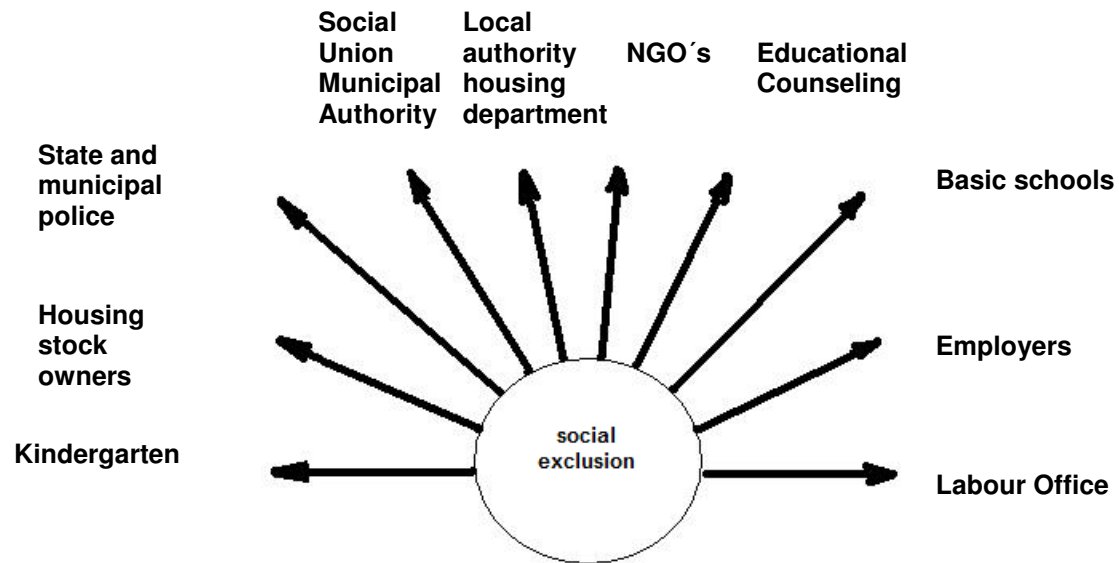 Social
Union
Municipal
Authority
Local
authority
housing
department
NGO´s
Educational
Counseling
State and
municipal
police
Basic schools
Housing
stock
owners
Employers
social
exclusion
Kindergarten
Labour Office